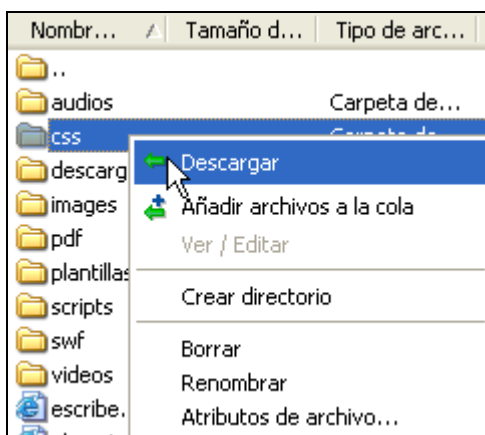 Nombr... Tamaño d... Tipo de arc...
..
audios Carpeta de...
css
descarg
images
pdf
plantillas
scripts
swf
videos
escribe.
Descargar
Añadir archivos a la cola
Ver / Editar
Crear directorio
Borrar
Renombrar
Atributos de archivo...